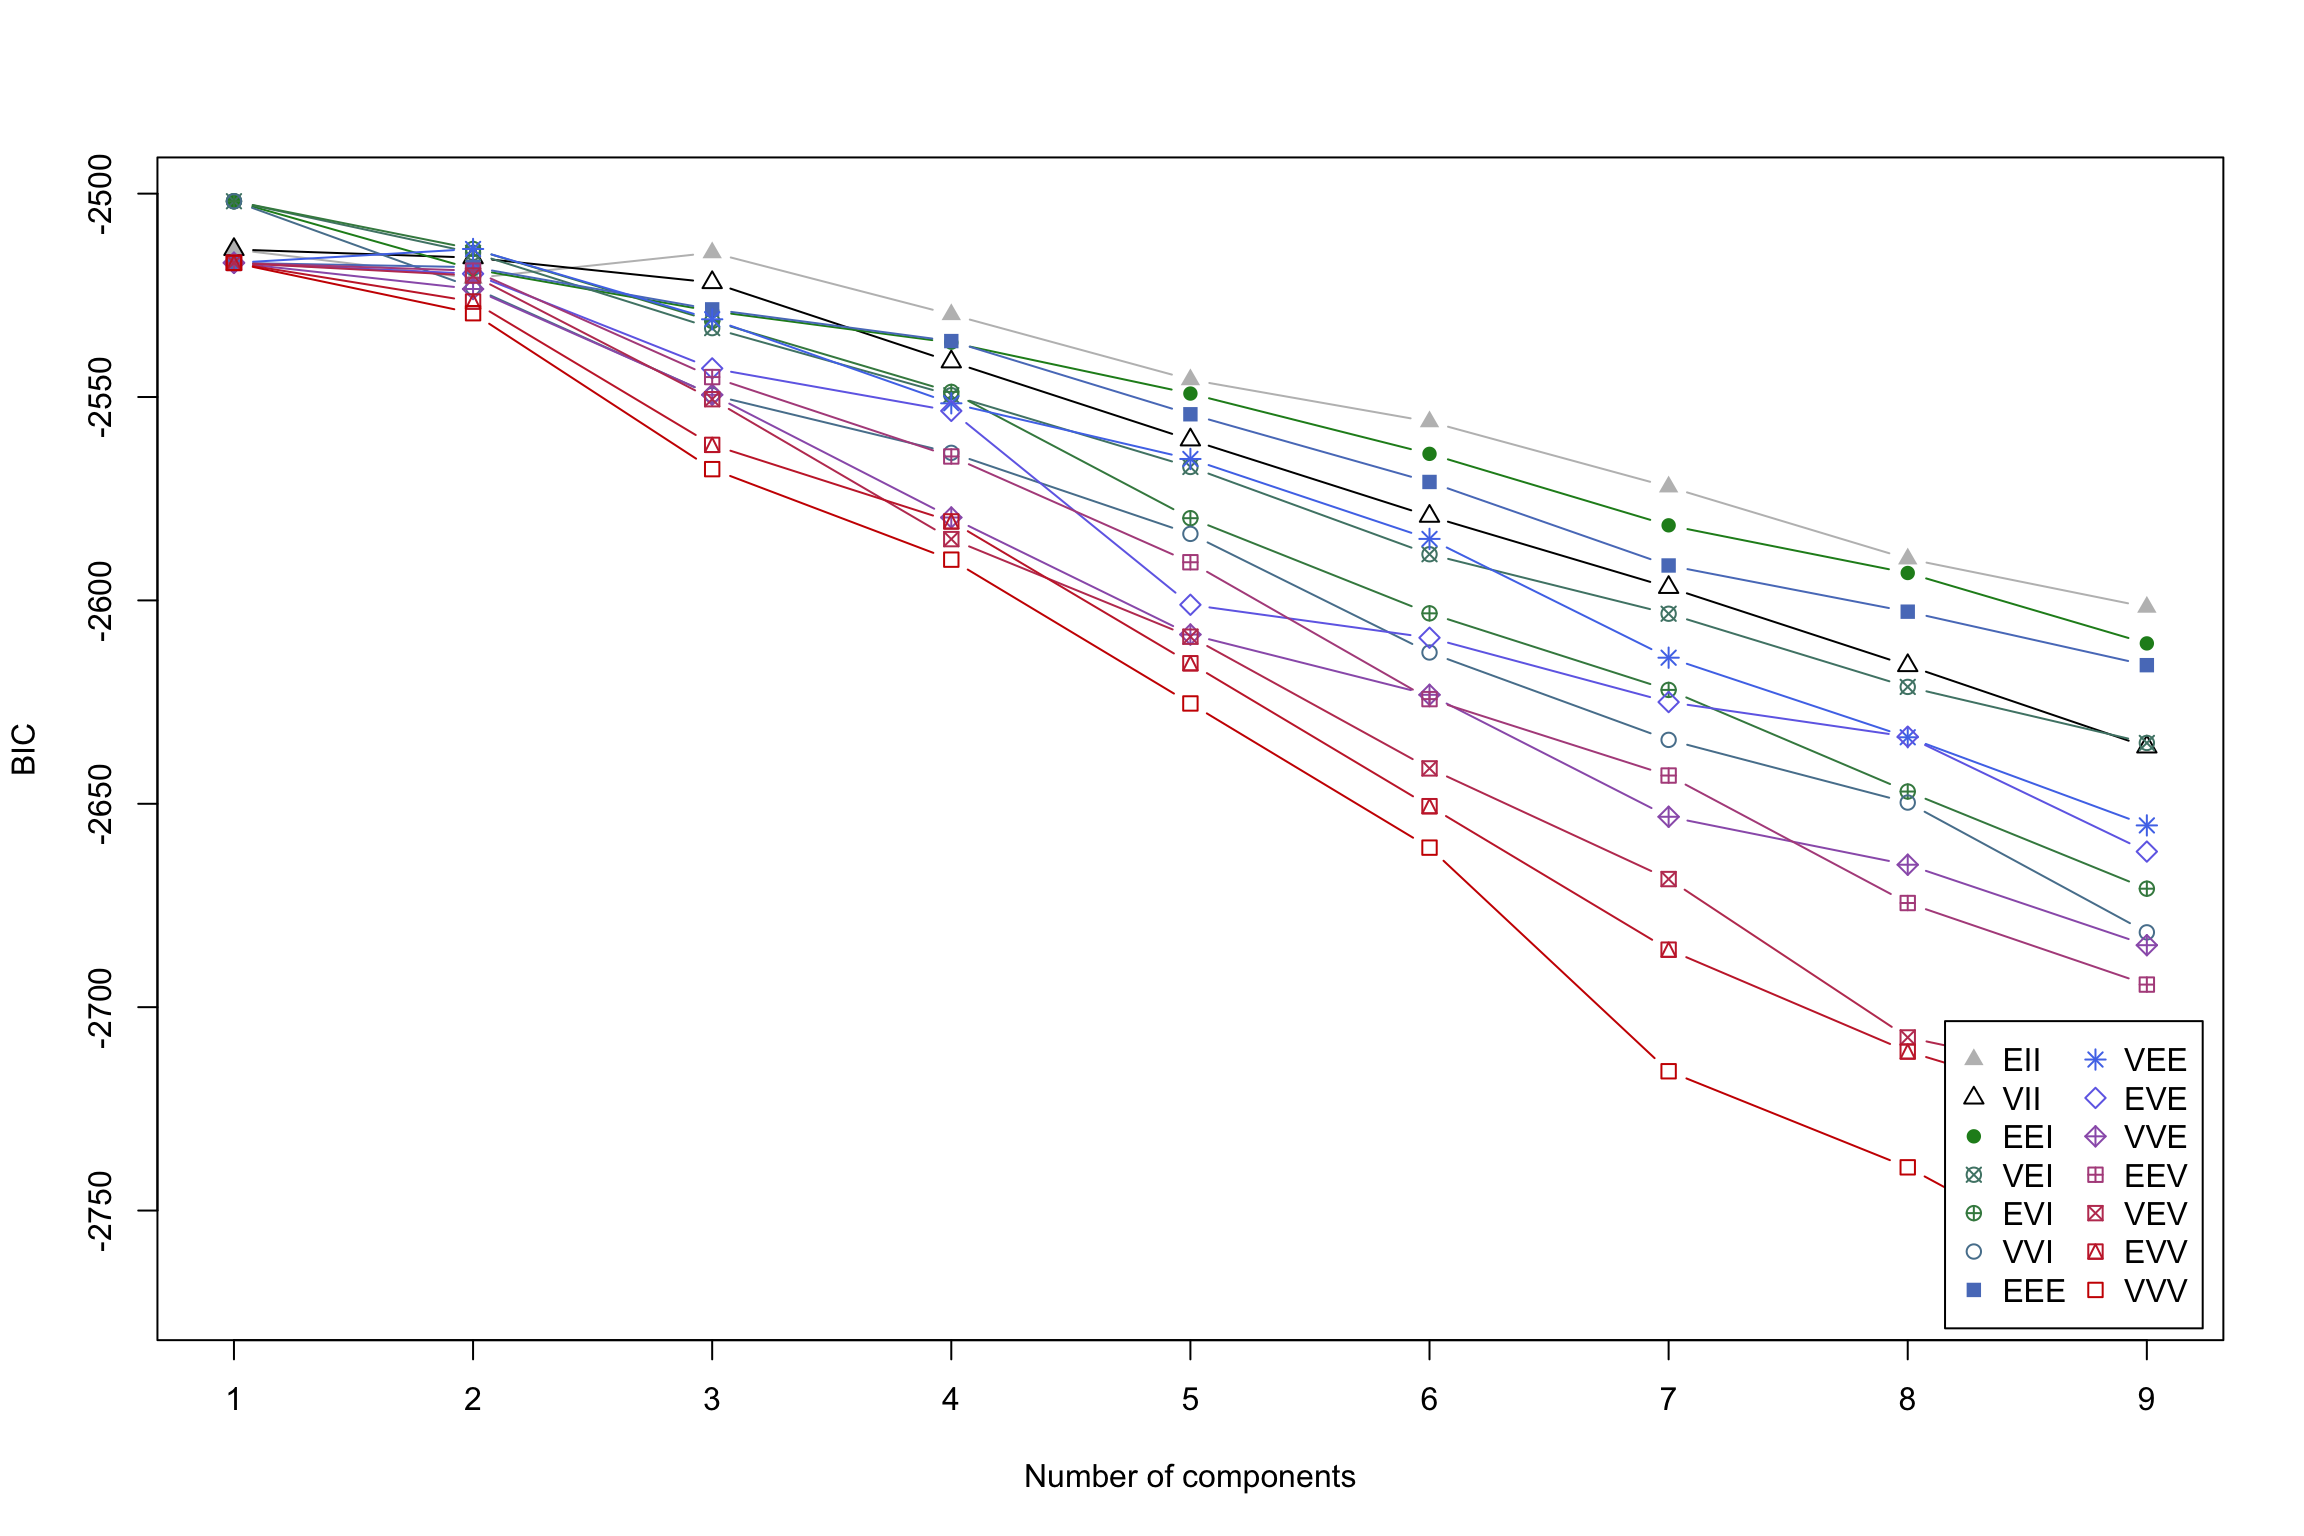 -2500
-2550
-2600
-2650
-2700
-2750
BIC
1 2 3 4 5 6 7 8 9
Number of components
EII VEE
VII EVE
EEI VVE
VEI EEV
EVI VEV
VVI EVV
EEE VVV